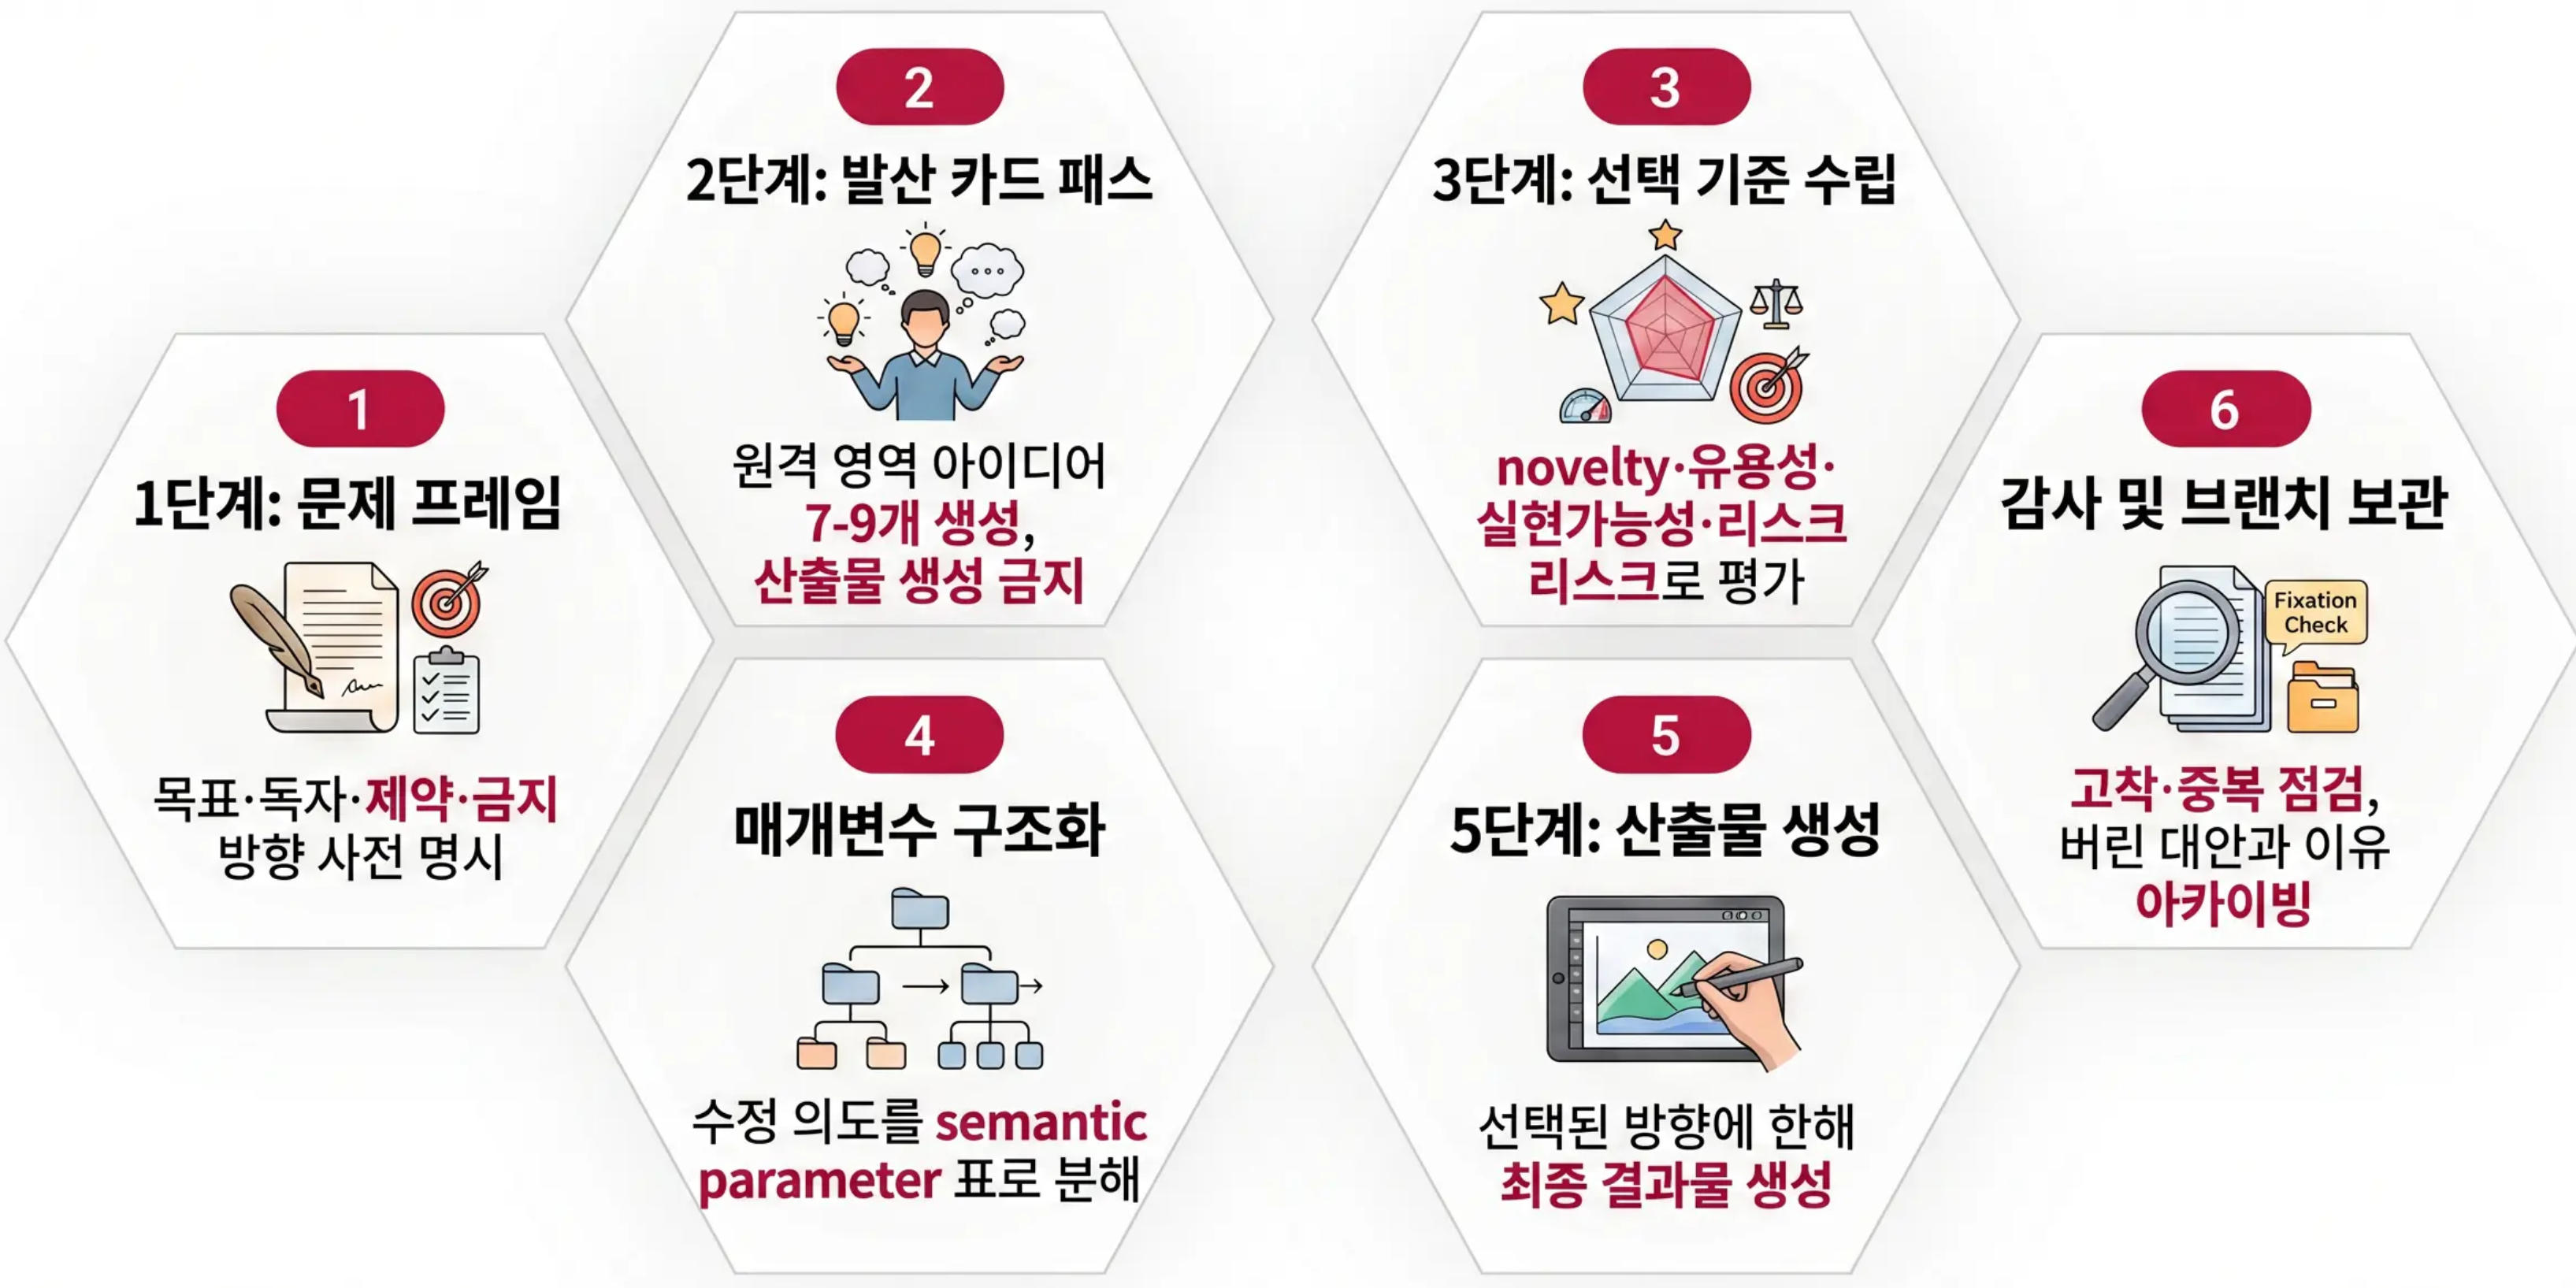 1
1단계: 문제 프레임
목표·독자·제약·금지
방향 사전 명시
2
2단계: 발산 카드 패스
원격 영역 아이디어
7-9개 생성,
산출물 생성 금지
3
3단계: 선택 기준 수립
novelty·유용성·
실현가능성·리스크
리스크로 평가
4
매개변수 구조화
수정 의도를 semantic
parameter 표로 분해
5
5단계: 산출물 생성
선택된 방향에 한해
최종 결과물 생성
6
감사 및 브랜치 보관
Fixation
Check
고착·중복 점검,
버린 대안과 이유
아카이빙